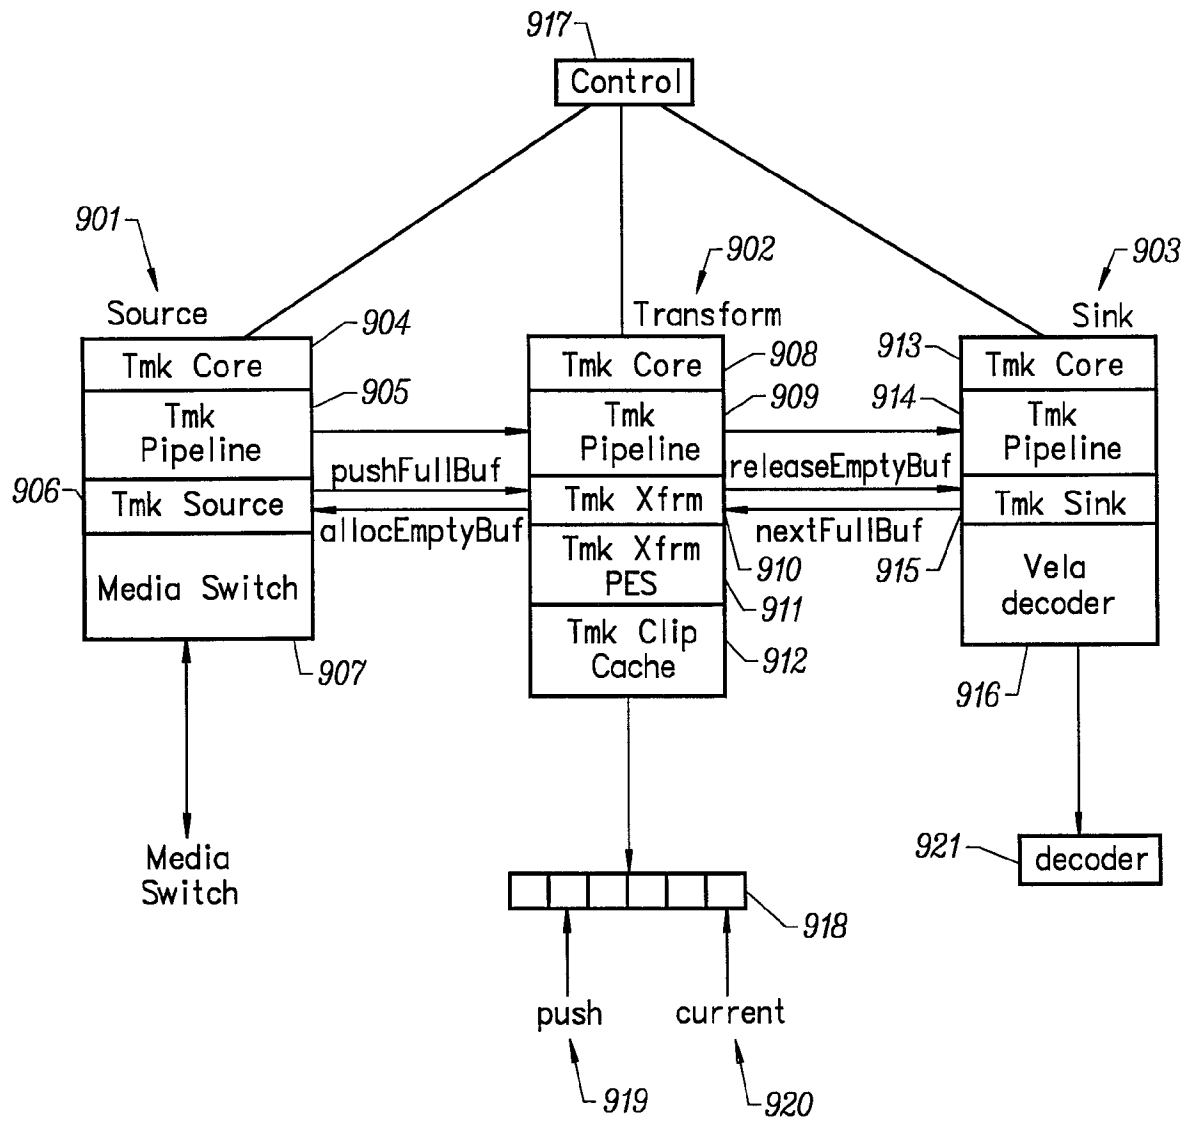 917
Control
901
902
903
Source
Transform
Sink
904
Tmk Core
908
Tmk Core
913
Tmk Core
905
Tmk
Pipeline
909
Tmk
Pipeline
914
Tmk
Pipeline
pushFullBuf
releaseEmptyBuf
906
Tmk Source
Tmk Xfrm
Tmk Sink
allocEmptyBuf
nextFullBuf
910
915
Media Switch
Tmk Xfrm
PES
911
Vela
decoder
907
Tmk Clip
Cache
912
916
Media
Switch
921
decoder
918
push
current
919
920